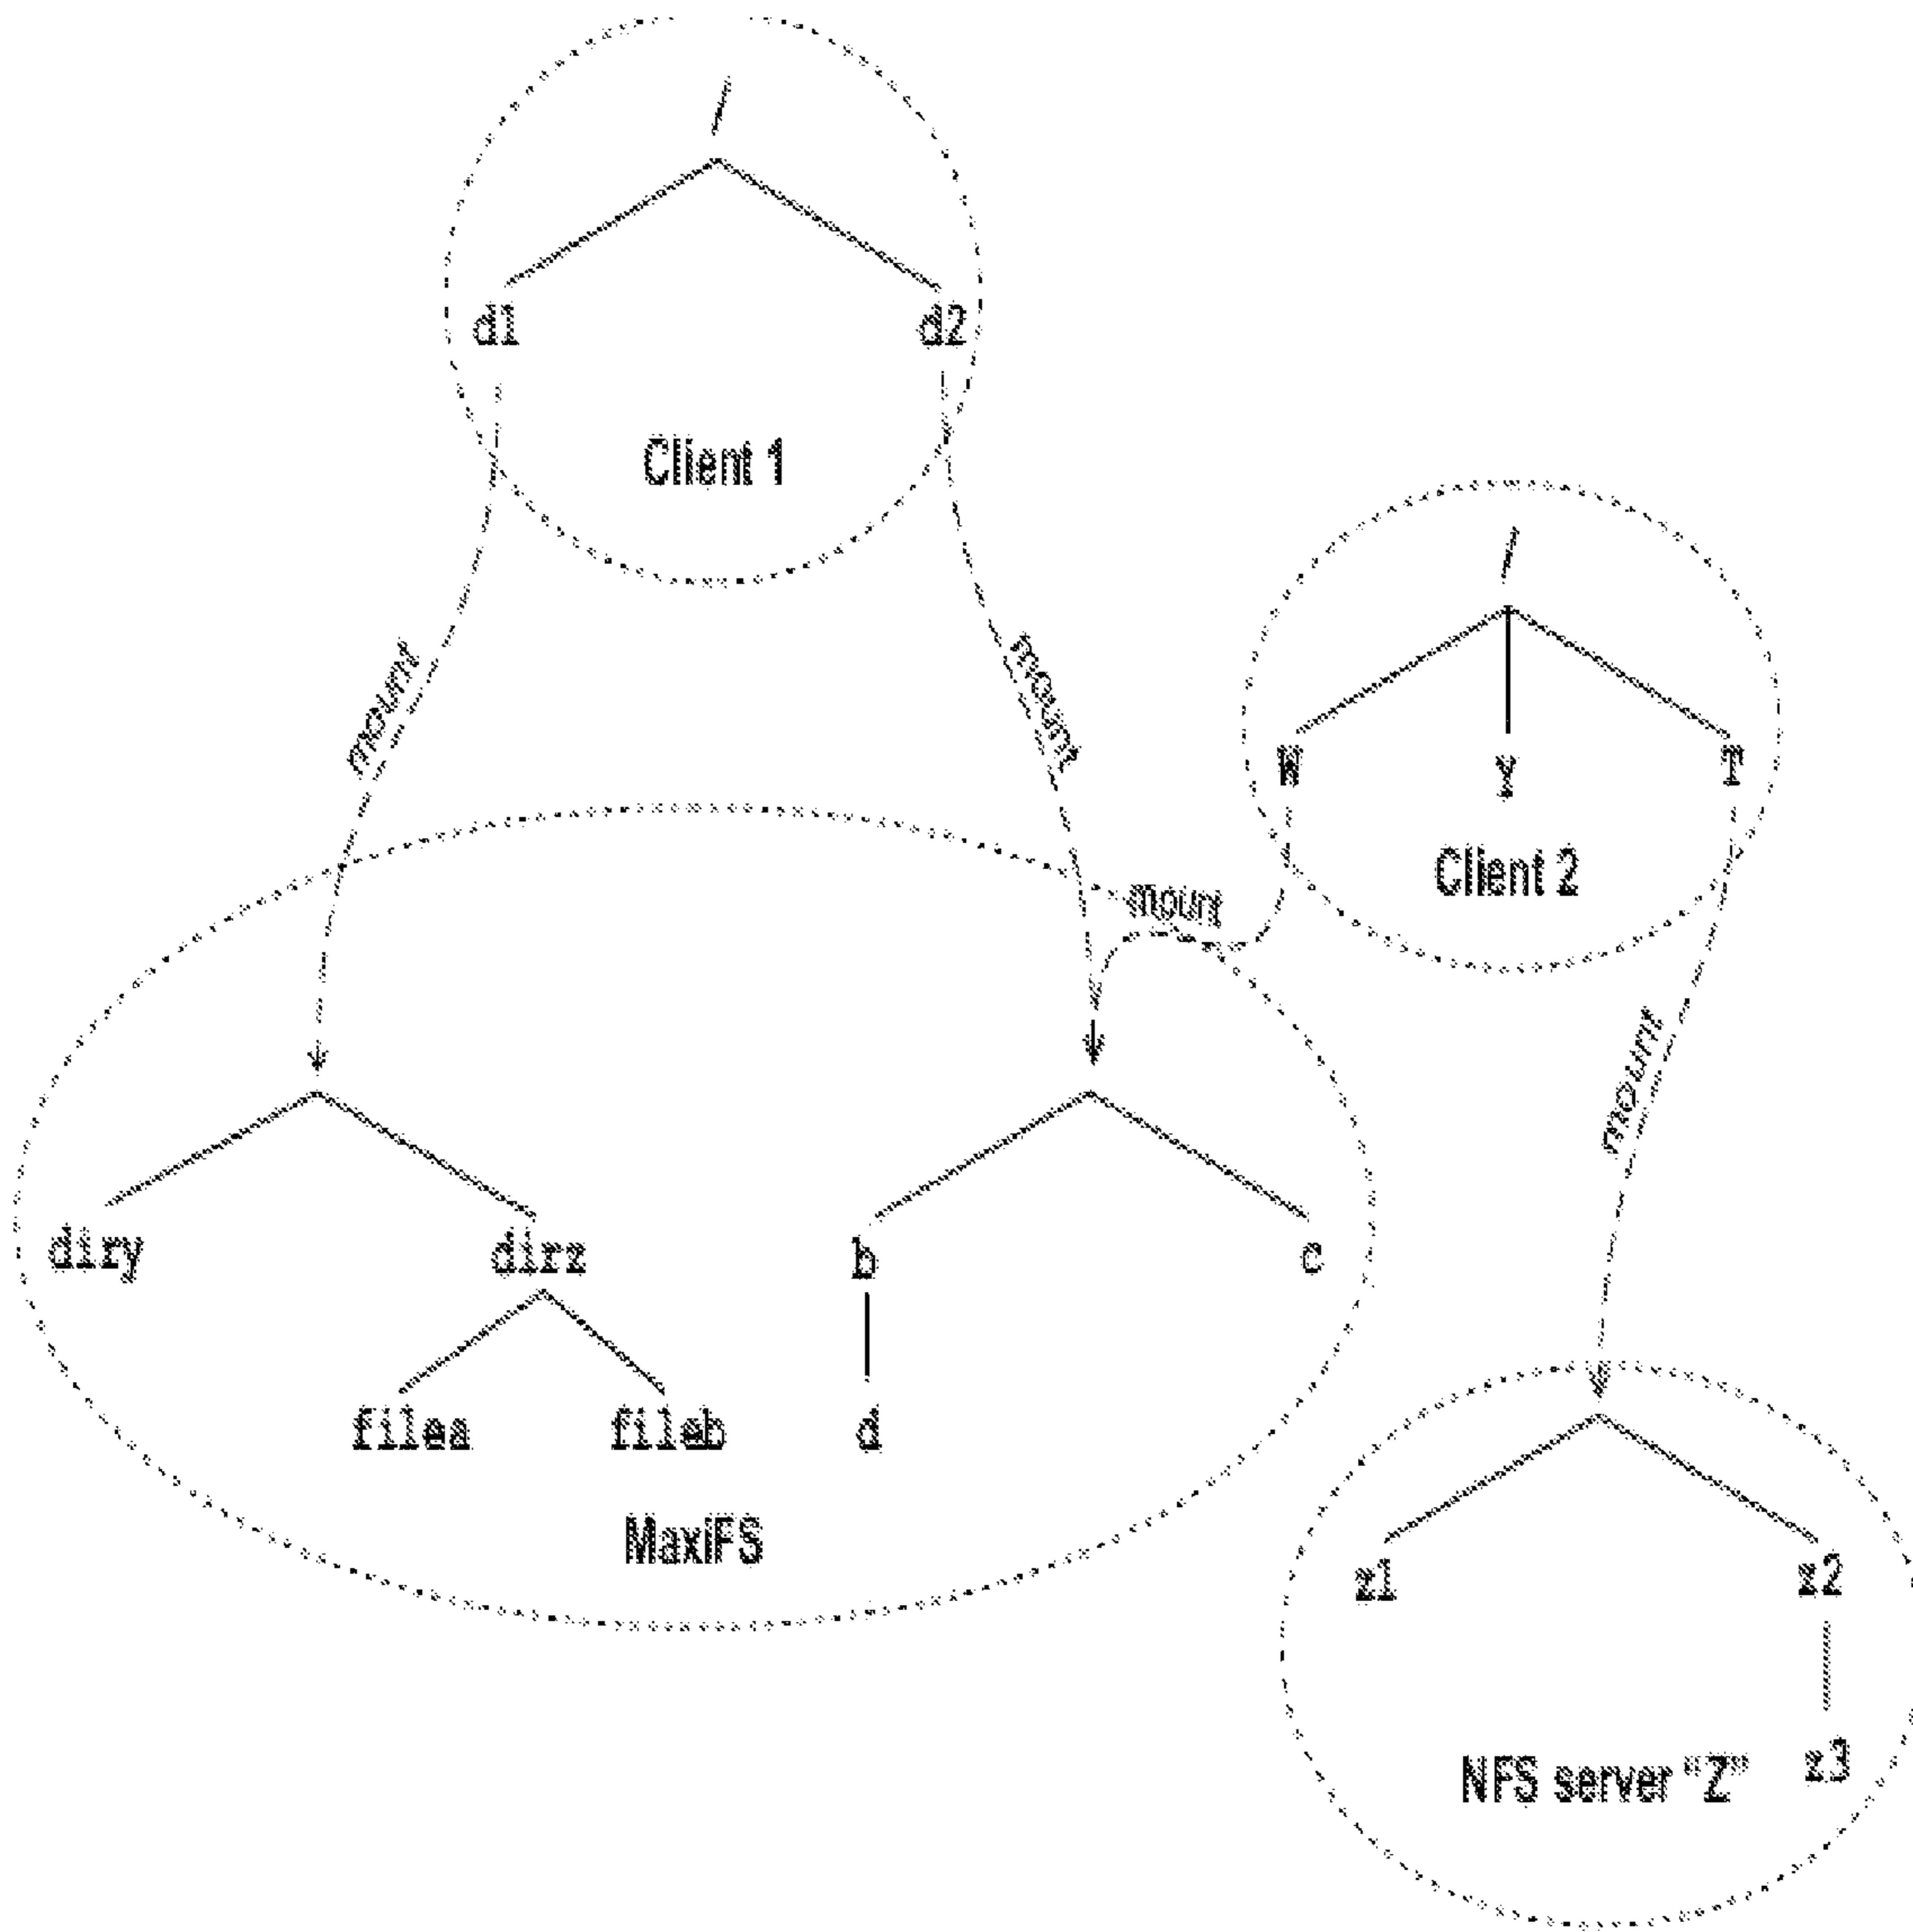 /
d1 d2
Client 1
/
mount mount
W Y T
Client 2
mount
mount
diry dirz b c
filea fileb d
MaxiFS
z1 z2
NFS server "Z" z3